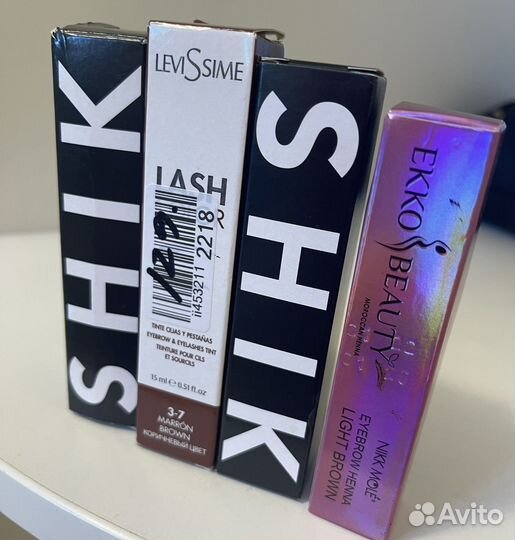 SHIK
LEVISSIME
LASH
ii453211 2218
TINTE CEJAS Y PESTAÑAS
EYEBROW & EYELASHES TINT
TEINTURE POUR CILS
ET SOURCILS
15 ml e 0.51 fl.oz
3-7
MARRÓN
BROWN
КОРИЧНЕВЫЙ ЦВЕТ
SHIK
EKKO BEAUTY
MOROCCAN HENNA
NIKK MOLE+
EYEBROW HENNA
LIGHT BROWN
Avito